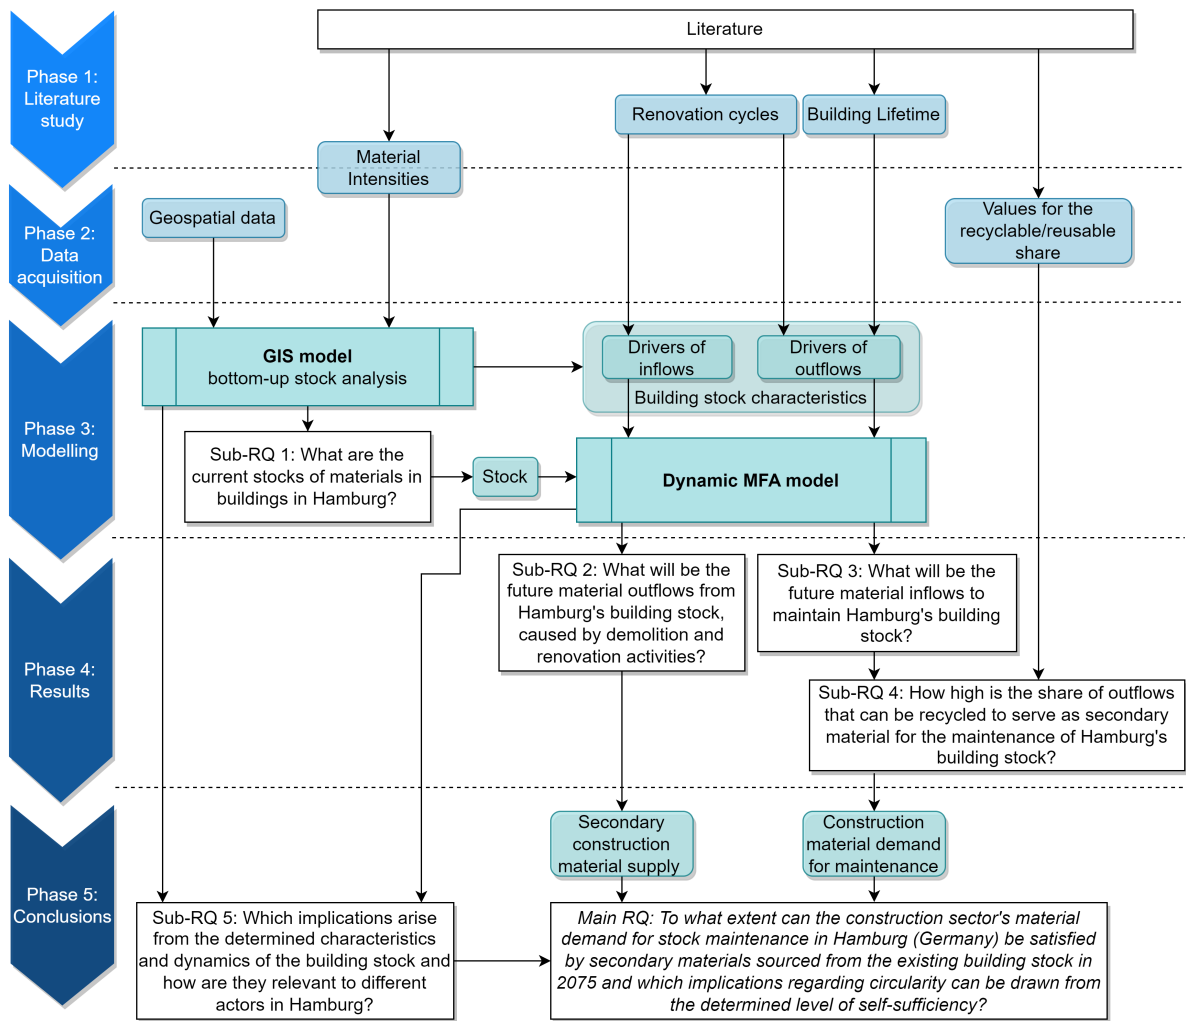 Literature
Phase 1:
Literature
study
Renovation cycles
Building Lifetime
Material
Intensities
Phase 2:
Data
acquisition
Geospatial data
Values for the
recyclable/reusable
share
Phase 3:
Modelling
GIS model
bottom-up stock analysis
Drivers of
inflows
Drivers of
outflows
Building stock characteristics
Sub-RQ 1: What are the
current stocks of materials in
buildings in Hamburg?
Stock
Dynamic MFA model
Phase 4:
Results
Sub-RQ 2: What will be the
future material outflows from
Hamburg's building stock,
caused by demolition and
renovation activities?
Sub-RQ 3: What will be the
future material inflows to
maintain Hamburg's building
stock?
Sub-RQ 4: How high is the share of outflows
that can be recycled to serve as secondary
material for the maintenance of Hamburg's
building stock?
Phase 5:
Conclusions
Secondary
construction
material supply
Construction
material demand
for maintenance
Sub-RQ 5: Which implications arise
from the determined characteristics
and dynamics of the building stock and
how are they relevant to different
actors in Hamburg?
Main RQ: To what extent can the construction sector's material
demand for stock maintenance in Hamburg (Germany) be satisfied
by secondary materials sourced from the existing building stock in
2075 and which implications regarding circularity can be drawn from
the determined level of self-sufficiency?